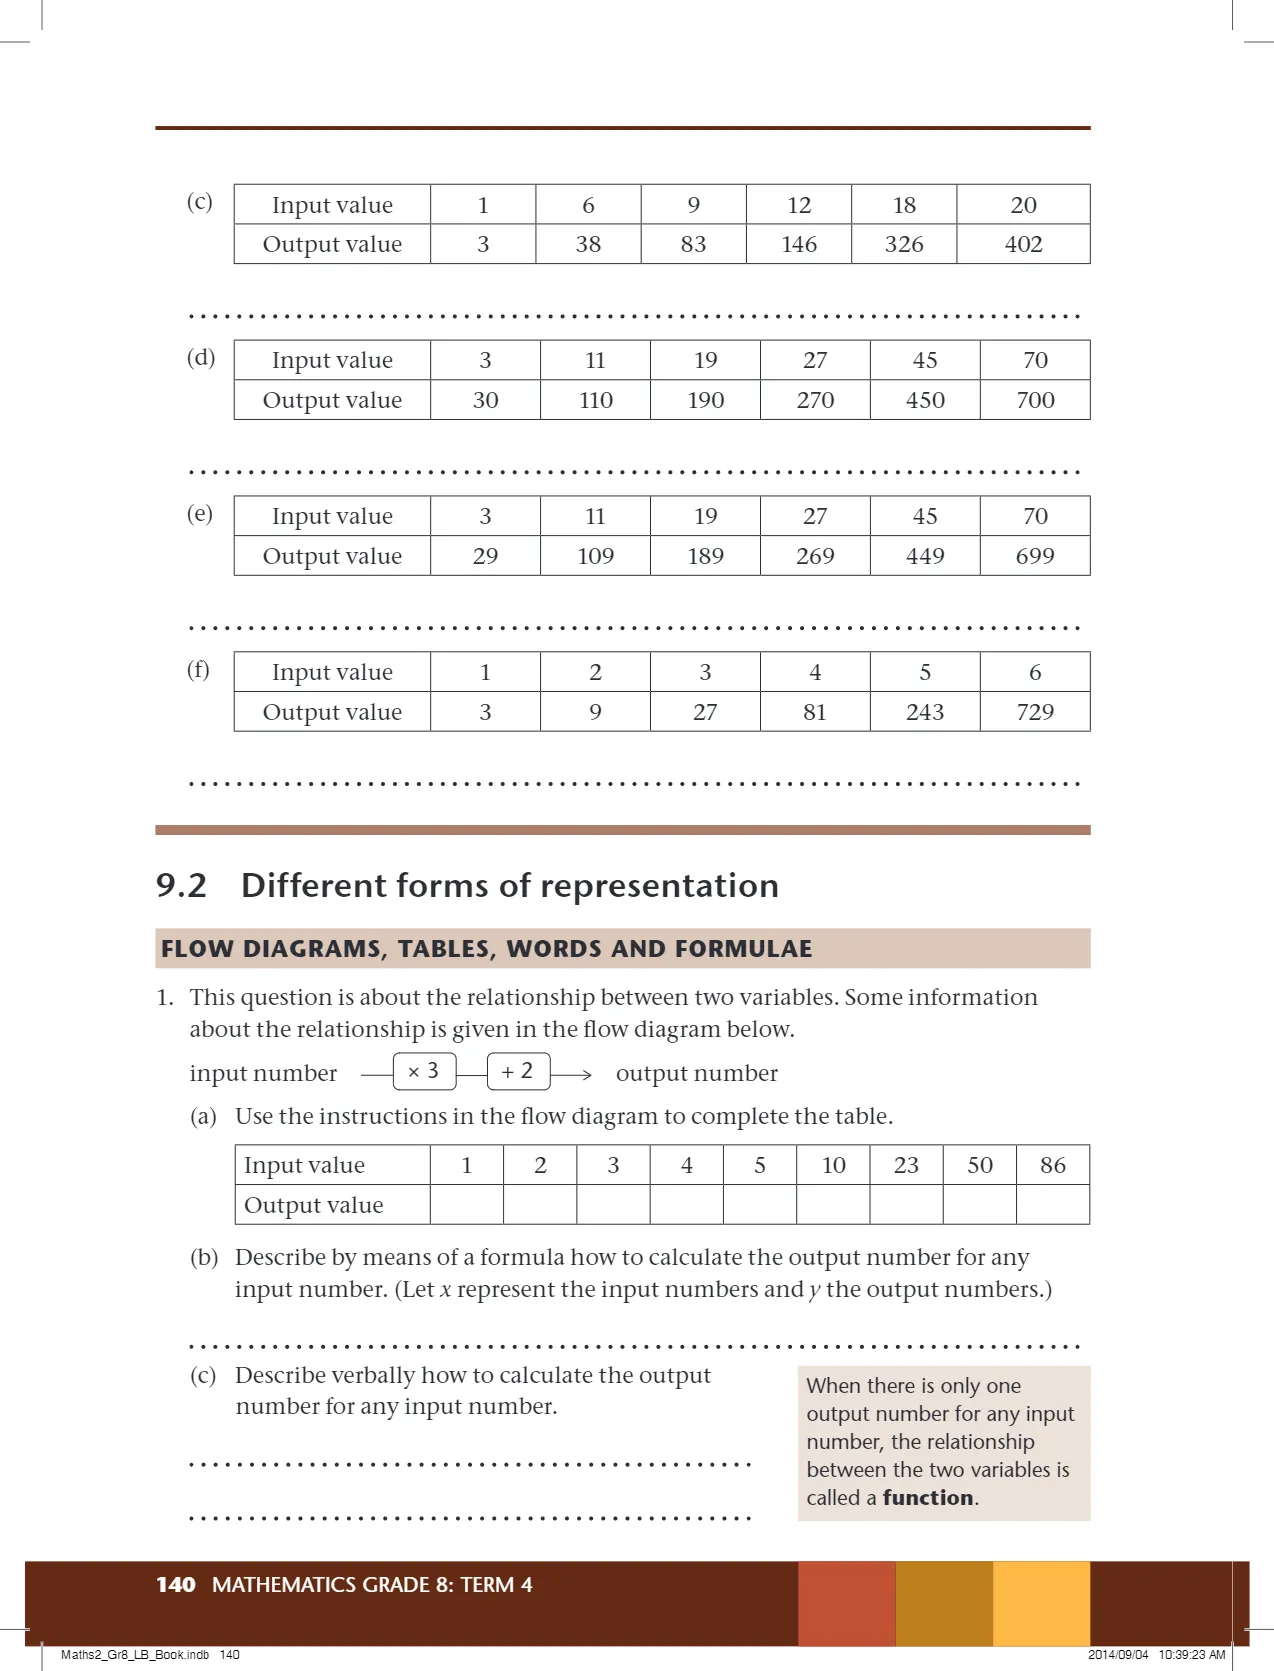 (c) Input value 1 6 9 12 18 20
Output value 3 38 83 146 326 402
(d) Input value 3 11 19 27 45 70
Output value 30 110 190 270 450 700
(e) Input value 3 11 19 27 45 70
Output value 29 109 189 269 449 699
(f) Input value 1 2 3 4 5 6
Output value 3 9 27 81 243 729
9.2 Different forms of representation
FLOW DIAGRAMS, TABLES, WORDS AND FORMULAE
1. This question is about the relationship between two variables. Some information
about the relationship is given in the flow diagram below.
input number × 3 + 2 output number
(a) Use the instructions in the flow diagram to complete the table.
Input value 1 2 3 4 5 10 23 50 86
Output value
(b) Describe by means of a formula how to calculate the output number for any
input number. (Let x represent the input numbers and y the output numbers.)
(c) Describe verbally how to calculate the output
number for any input number.
When there is only one
output number for any input
number, the relationship
between the two variables is
called a function.
140 MATHEMATICS GRADE 8: TERM 4
Maths2_Gr8_LB_Book.indb 140
2014/09/04 10:39:23 AM